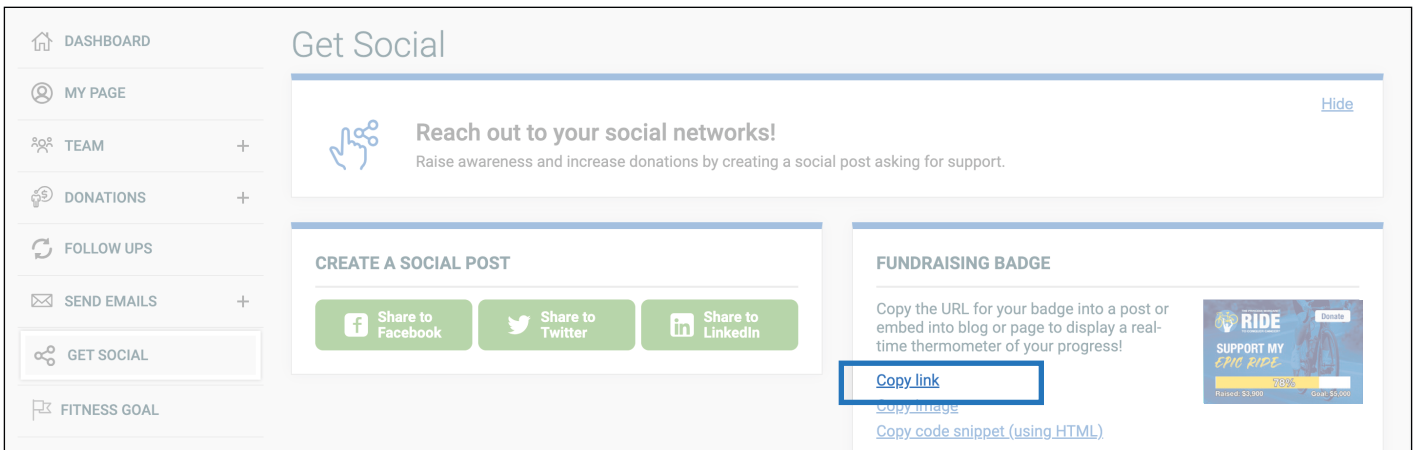 DASHBOARD
MY PAGE
TEAM +
DONATIONS +
FOLLOW UPS
SEND EMAILS +
GET SOCIAL
FITNESS GOAL
Get Social
Hide
Reach out to your social networks!
Raise awareness and increase donations by creating a social post asking for support.
CREATE A SOCIAL POST
Share to
Facebook
Share to
Twitter
Share to
LinkedIn
FUNDRAISING BADGE
Copy the URL for your badge into a post or
embed into blog or page to display a real-
time thermometer of your progress!
Copy link
Copy image
Copy code snippet (using HTML)
RIDE
Donate
SUPPORT MY
EPIC RIDE
78%
Raised: $3,900 Goal: $5,000